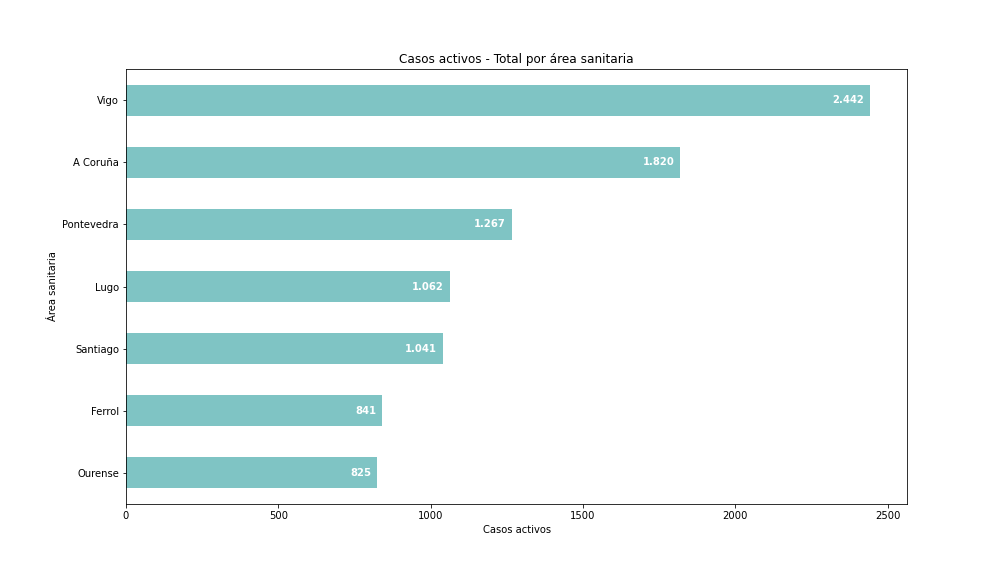 Casos activos - Total por área sanitaria
Vigo
2.442
A Coruña
1.820
Pontevedra
1.267
Lugo
1.062
Santiago
1.041
Ferrol
841
Ourense
825
Área sanitaria
0
500
1000
1500
2000
2500
Casos activos